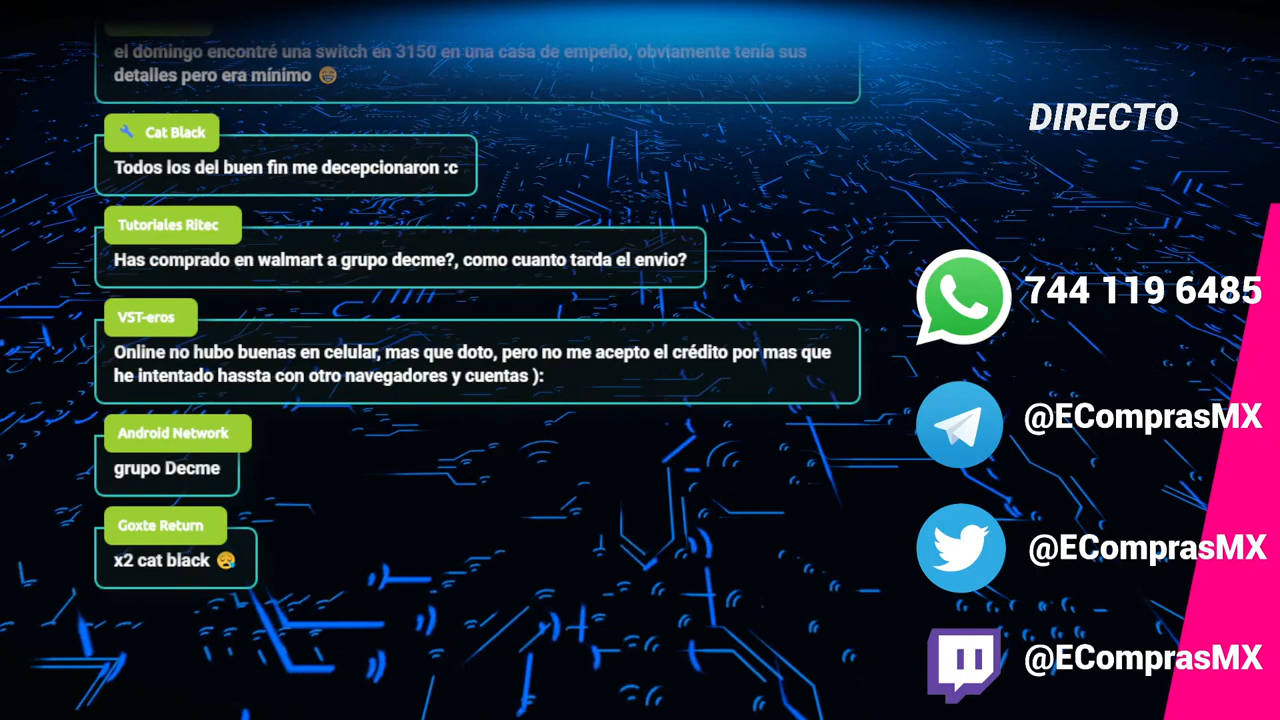 el domingo encontré una switch en 3150 en una casa de empeño, obviamente tenía sus
detalles pero era mínimo 😅
Cat Black
Todos los del buen fin me decepcionaron :c
Tutoriales Ritec
Has comprado en walmart a grupo decme?, como cuanto tarda el envio?
VST-eros
Online no hubo buenas en celular, mas que doto, pero no me acepto el crédito por mas que
he intentado hassta con otro navegadores y cuentas ):
Android Network
grupo Decme
Goxte Return
x2 cat black 😪
DIRECTO
744 119 6485
@EComprasMX
@EComprasMX
@EComprasMX